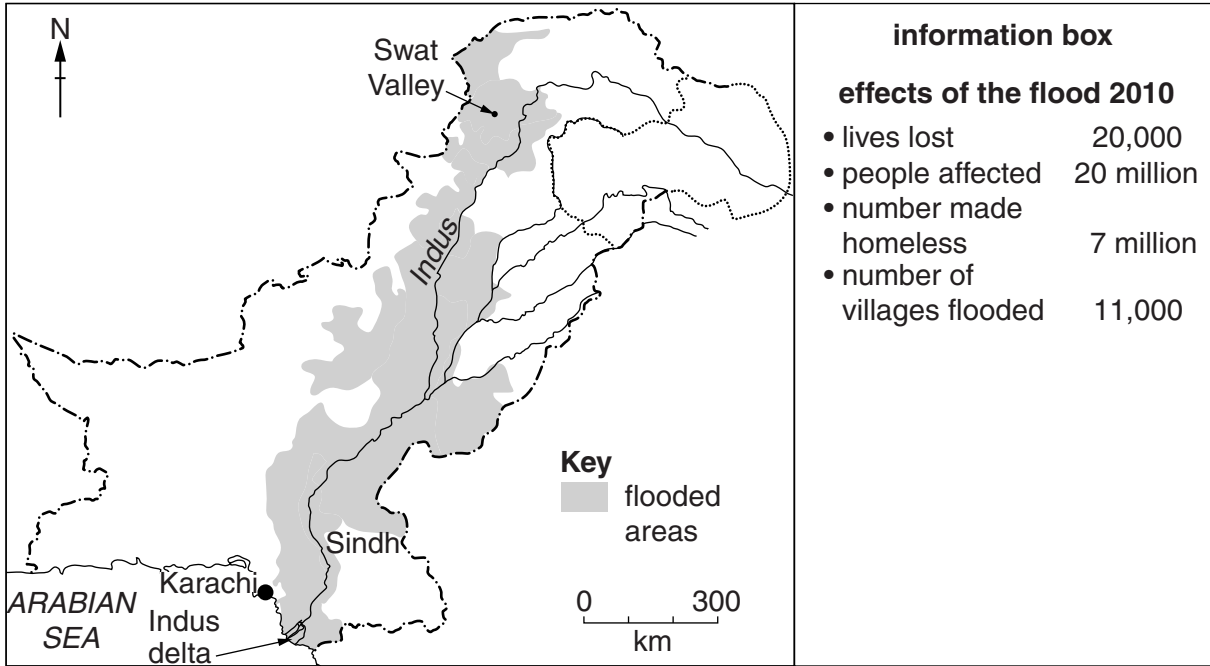 N
Swat
Valley
Indus
Key
flooded
areas
Sindh
Karachi
ARABIAN
SEA
Indus
delta
0 300
km
information box
effects of the flood 2010
• lives lost 20,000
• people affected 20 million
• number made
homeless 7 million
• number of
villages flooded 11,000